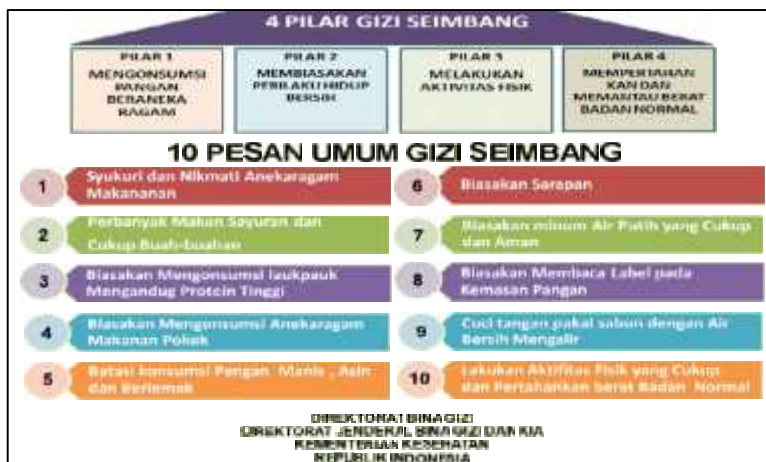 4 PILAR GIZI SEIMBANG
PILAR 1
MENGONSUMSI
PANGAN
BERANEKA
RAGAM
PILAR 2
MEMBIASAKAN
PERILAKU HIDUP
BERSIH
PILAR 3
MELAKUKAN
AKTIVITAS FISIK
PILAR 4
MEMPERTAHAN
KAN DAN
MEMANTAU BERAT
BADAN NORMAL
10 PESAN UMUM GIZI SEIMBANG
1
Syukuri dan Nikmati Anekaragam
Makananan
2
Perbanyak Makan Sayuran dan
Cukup Buah-buahan
3
Biasakan Mengonsumsi laukpauk
Mengandug Protein Tinggi
4
Biasakan Mengonsumsi Anekaragam
Makanan Pokok
5
Batasi konsumsi Pangan Manis , Asin
dan Berlemak
6
Biasakan Sarapan
7
Biasakan minum Air Putih yang Cukup
dan Aman
8
Biasakan Membaca Label pada
Kemasan Pangan
9
Cuci tangan pakai sabun dengan Air
Bersih Mengalir
10
Lakukan Aktifitas Fisik yang Cukup
dan Pertahankan berat Badan Normal
DIREKTORAT BINA GIZI
DIREKTORAT JENDERAL BINA GIZI DAN KIA
KEMENTERIAN KESEHATAN
REPUBLIK INDONESIA